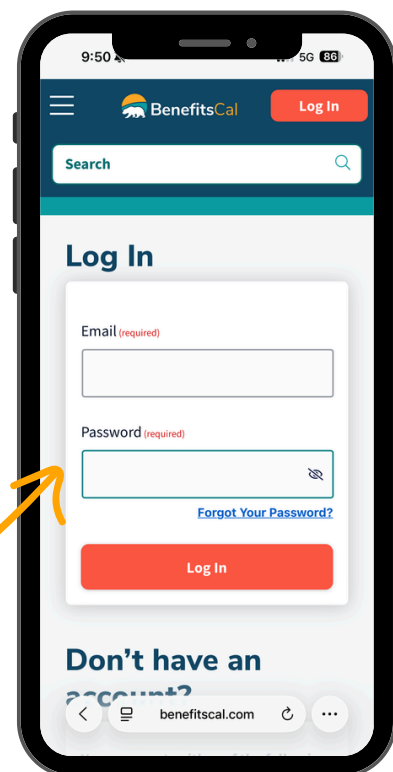 9:50
5G 86
BenefitsCal
Log In
Search
Log In
Email (required)
Password (required)
Forgot Your Password?
Log In
Don't have an
account?
benefitscal.com